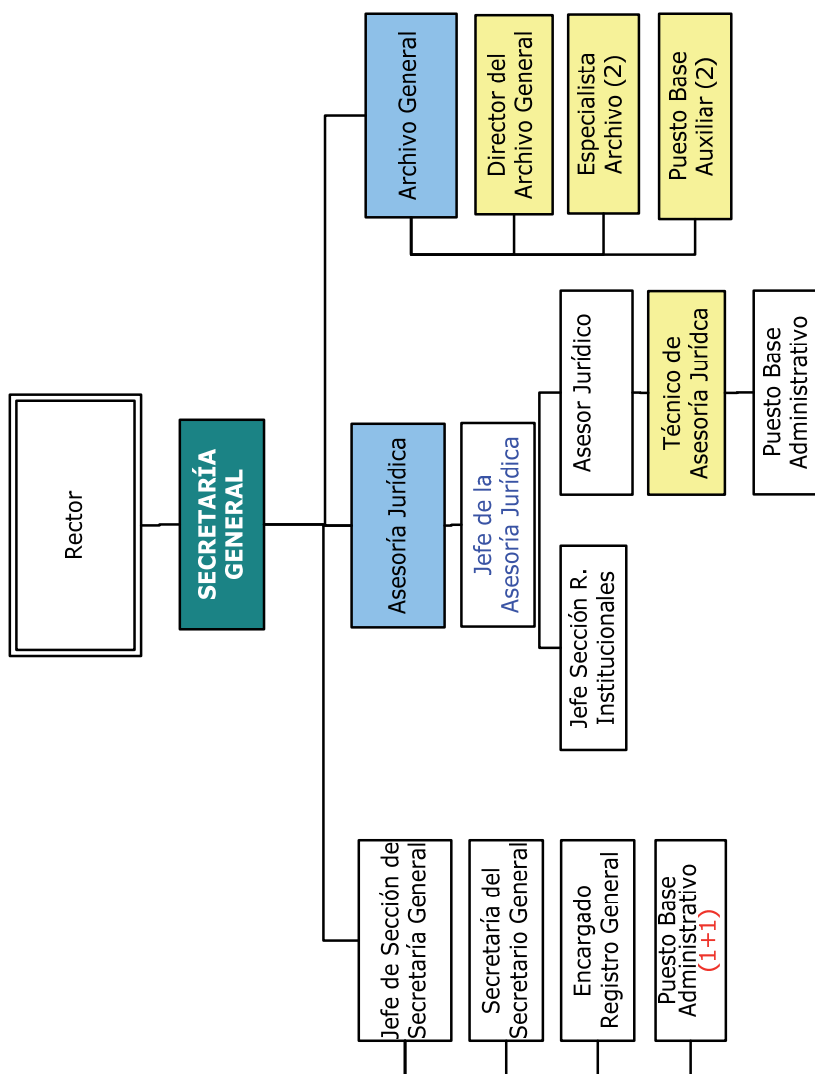 Rector
SECRETARÍA
GENERAL
Jefe de Sección de
Secretaría General
Secretaría del
Secretario General
Encargado
Registro General
Puesto Base
Administrativo
(1+1)
Asesoría Jurídica
Jefe de la
Asesoría Jurídica
Jefe Sección R.
Institucionales
Asesor Jurídico
Técnico de
Asesoría Jurídca
Puesto Base
Administrativo
Archivo General
Director del
Archivo General
Especialista
Archivo (2)
Puesto Base
Auxiliar (2)